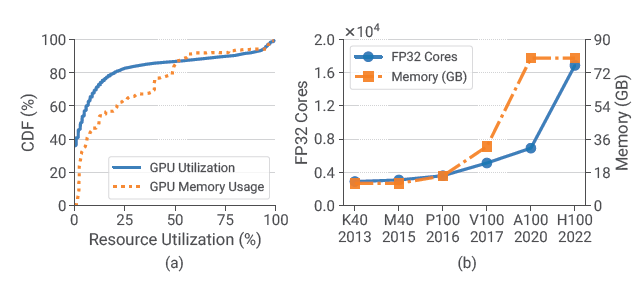 100
80
60
40
20
0
CDF (%)
GPU Utilization
GPU Memory Usage
0 25 50 75 100
Resource Utilization (%)
(a)
×10⁴
2.0
1.6
1.2
0.8
0.4
0.0
FP32 Cores
FP32 Cores
Memory (GB)
90
72
54
36
18
0
Memory (GB)
K40 M40 P100 V100 A100 H100
2013 2015 2016 2017 2020 2022
(b)